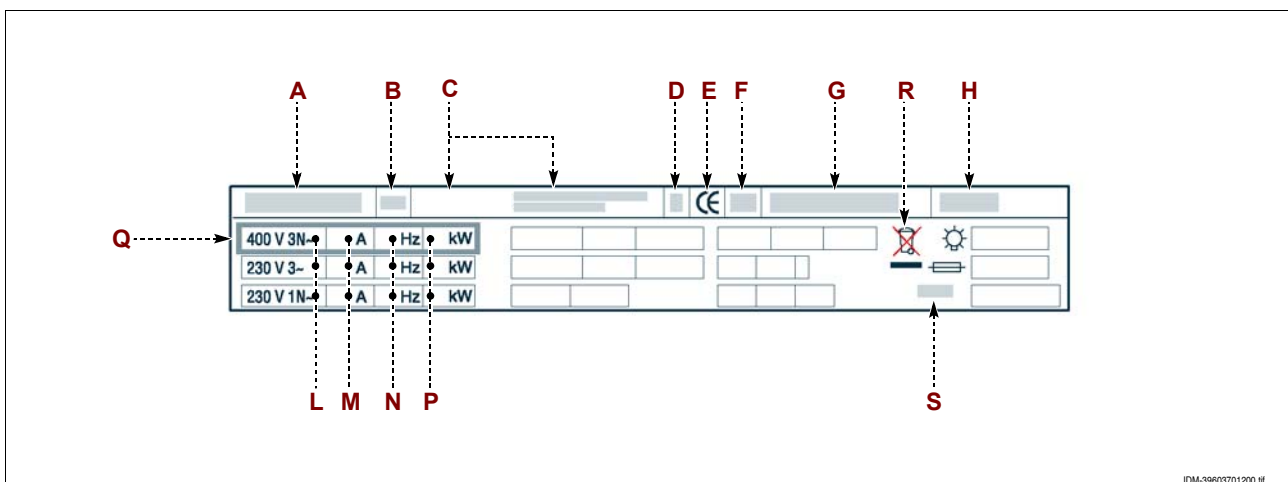 A B C D E F G R H
CE
Q 400 V 3N~ A Hz kW
230 V 3~ A Hz kW
230 V 1N~ A Hz kW
L M N P S
IDM-39603701200.tif